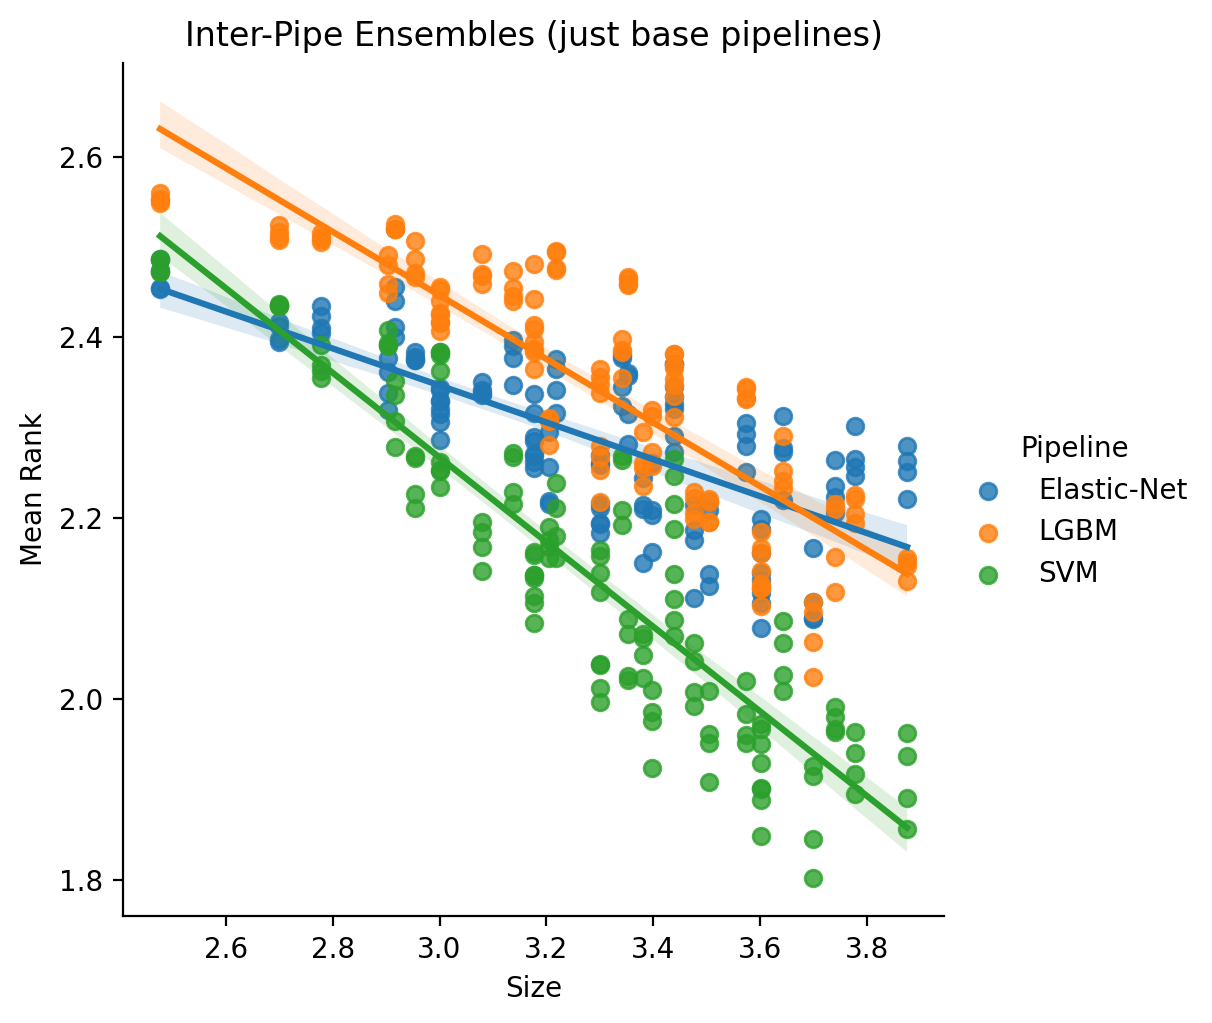 Inter-Pipe Ensembles (just base pipelines)
2.6
2.4
2.2
2.0
1.8
Mean Rank
2.6
2.8
3.0
3.2
3.4
3.6
3.8
Size
Pipeline
Elastic-Net
LGBM
SVM